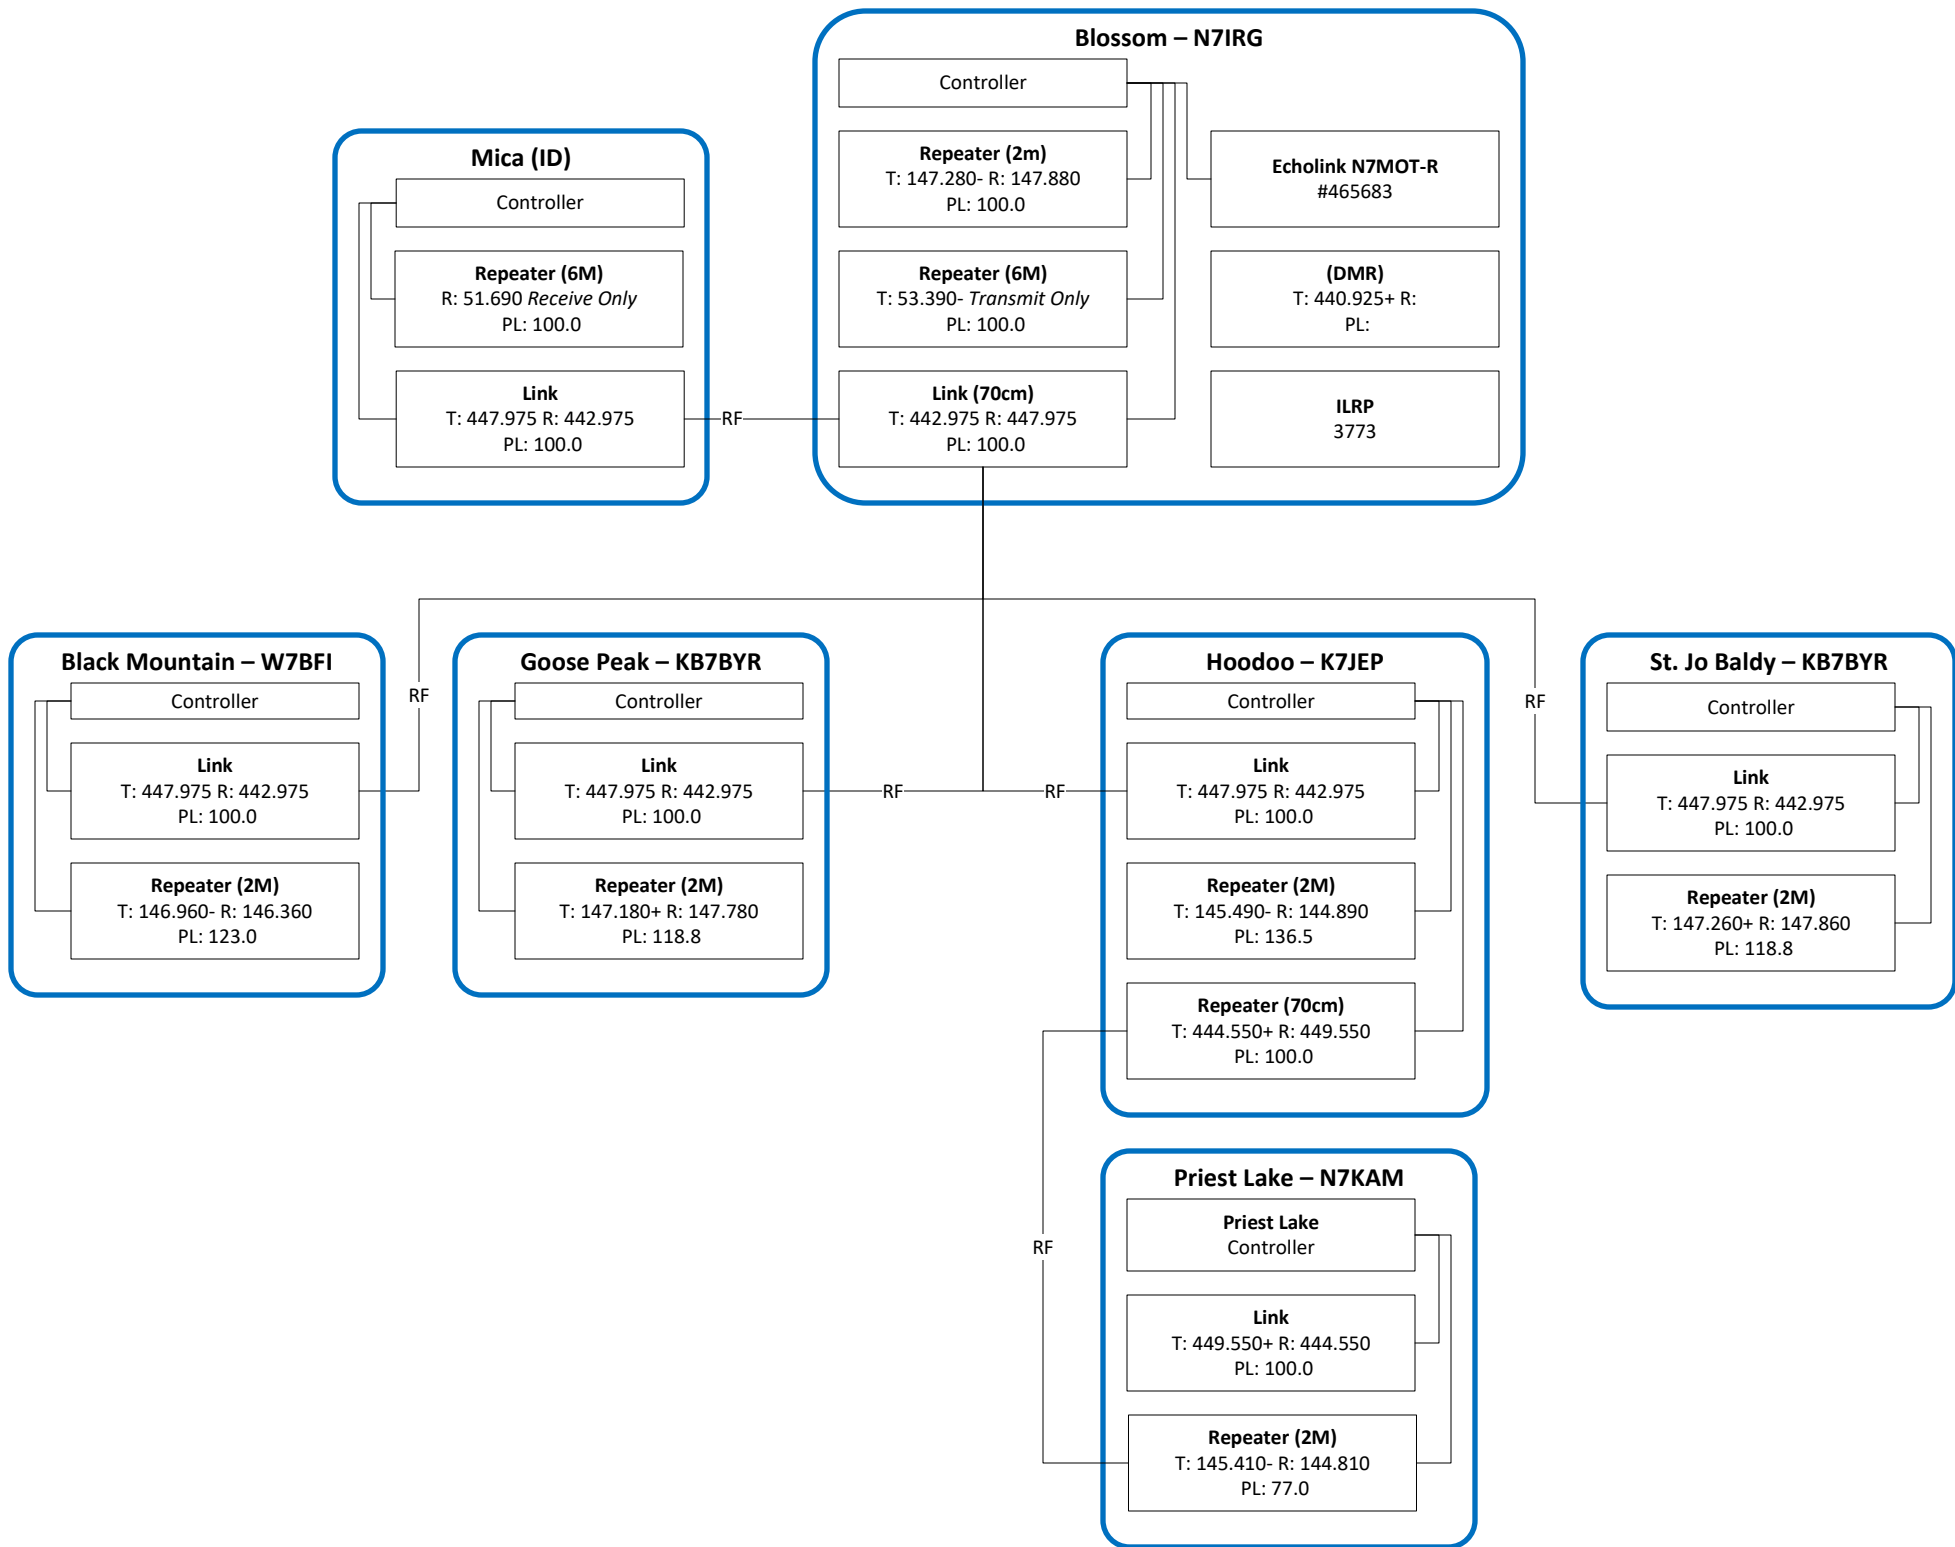 Blossom – N7IRG
Controller
Repeater (2m)
T: 147.280- R: 147.880
PL: 100.0
Echolink N7MOT-R
#465683
Repeater (6M)
T: 53.390- Transmit Only
PL: 100.0
(DMR)
T: 440.925+ R:
PL:
Link (70cm)
T: 442.975 R: 447.975
PL: 100.0
ILRP
3773
Mica (ID)
Controller
Repeater (6M)
R: 51.690 Receive Only
PL: 100.0
Link
T: 447.975 R: 442.975
PL: 100.0
RF
Black Mountain – W7BFI
Controller
Link
T: 447.975 R: 442.975
PL: 100.0
Repeater (2M)
T: 146.960- R: 146.360
PL: 123.0
RF
Goose Peak – KB7BYR
Controller
Link
T: 447.975 R: 442.975
PL: 100.0
Repeater (2M)
T: 147.180+ R: 147.780
PL: 118.8
RF
RF
Hoodoo – K7JEP
Controller
Link
T: 447.975 R: 442.975
PL: 100.0
Repeater (2M)
T: 145.490- R: 144.890
PL: 136.5
Repeater (70cm)
T: 444.550+ R: 449.550
PL: 100.0
RF
St. Jo Baldy – KB7BYR
Controller
Link
T: 447.975 R: 442.975
PL: 100.0
Repeater (2M)
T: 147.260+ R: 147.860
PL: 118.8
RF
Priest Lake – N7KAM
Priest Lake
Controller
Link
T: 449.550+ R: 444.550
PL: 100.0
Repeater (2M)
T: 145.410- R: 144.810
PL: 77.0